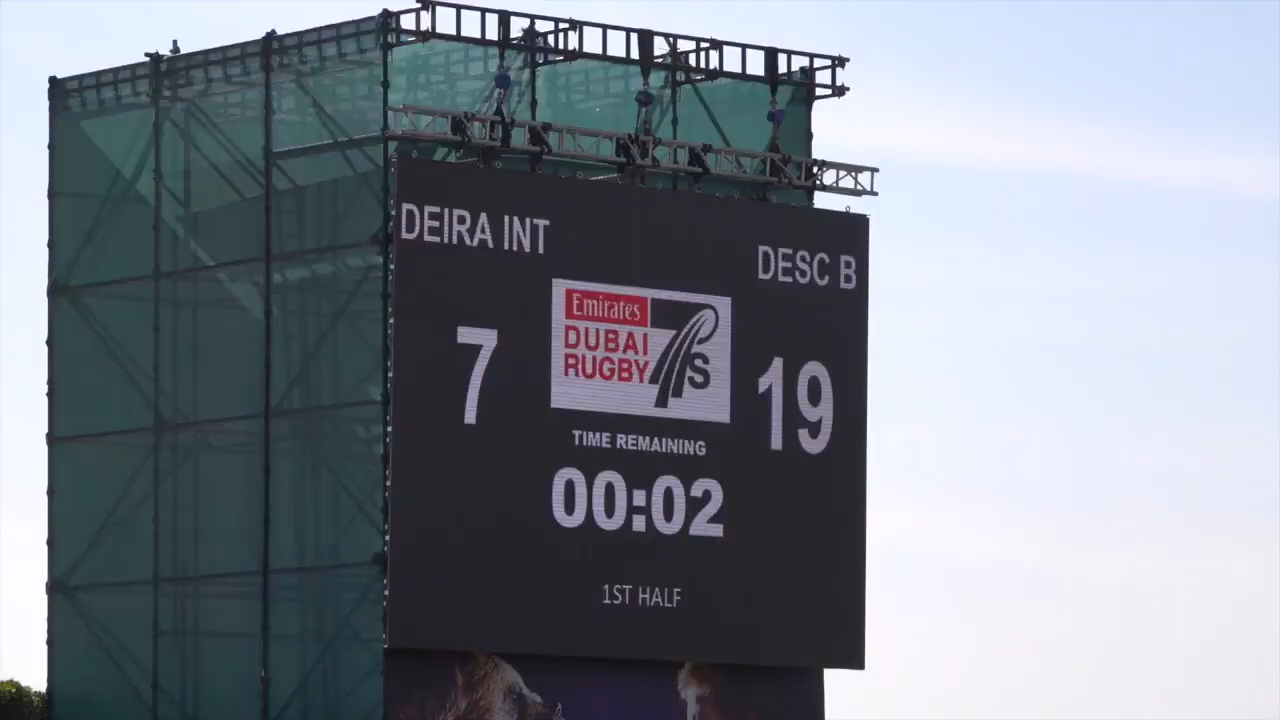 DEIRA INT
DESC B
Emirates
DUBAI
RUGBY 7s
7
19
TIME REMAINING
00:02
1ST HALF